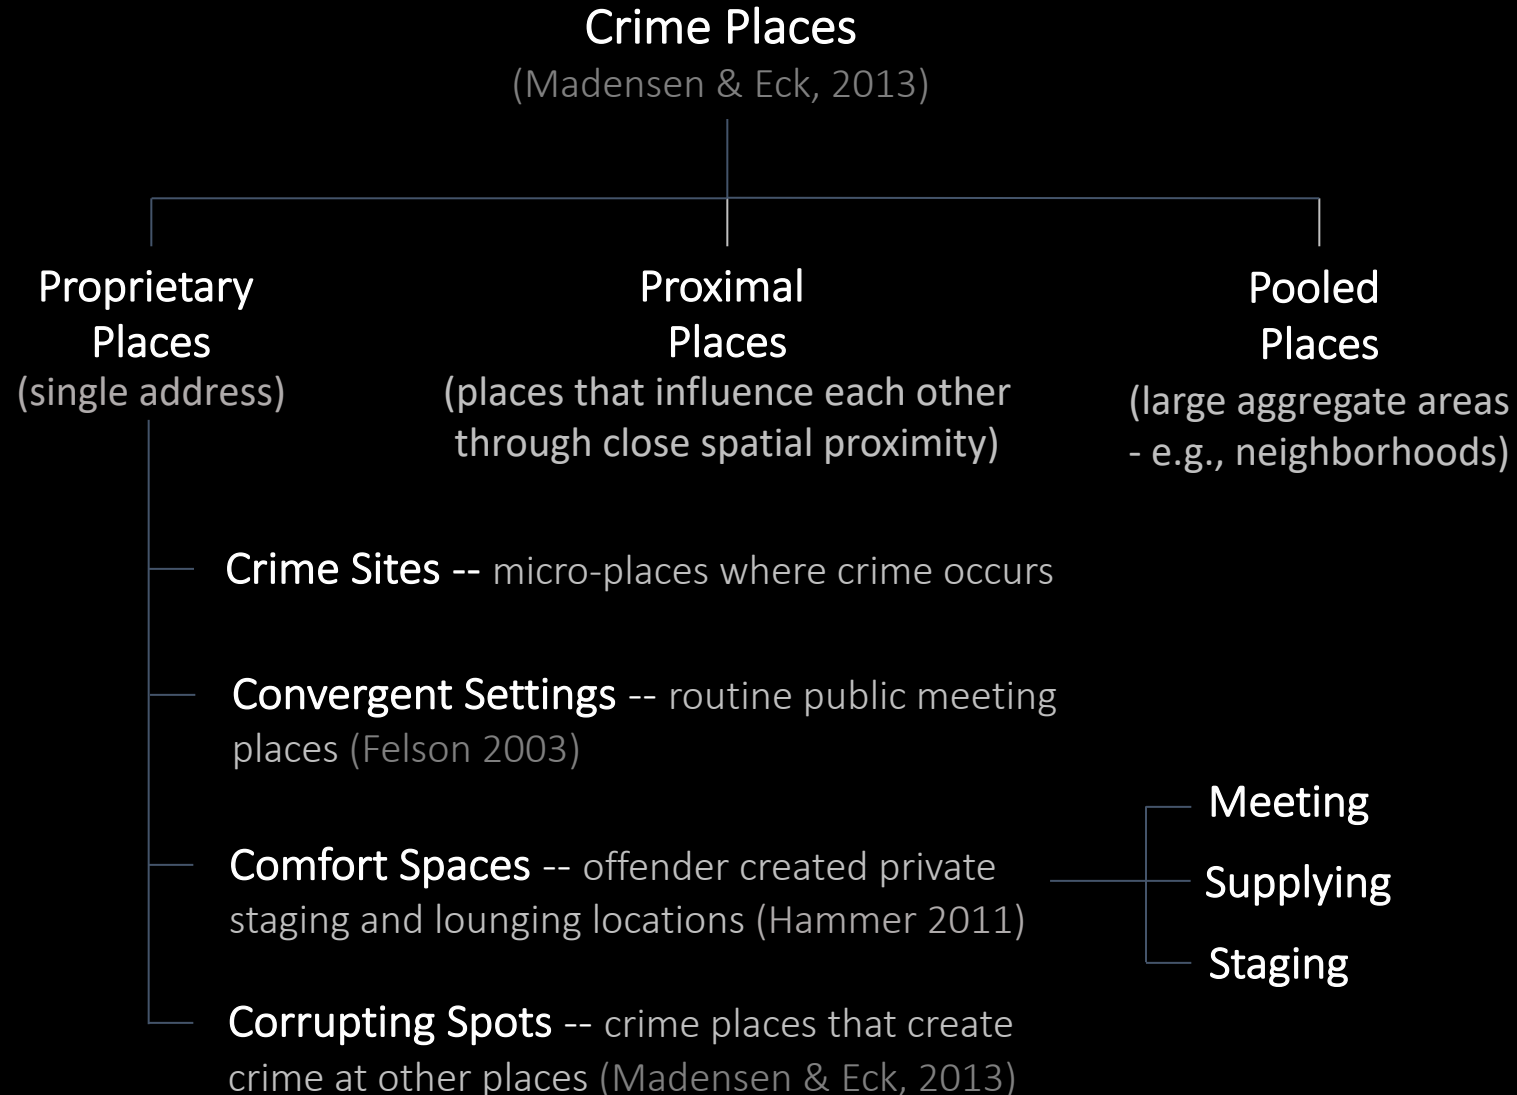 Crime Places
(Madensen & Eck, 2013)
Proprietary
Places
(single address)
Proximal
Places
(places that influence each other
through close spatial proximity)
Pooled
Places
(large aggregate areas
- e.g., neighborhoods)
Crime Sites -- micro-places where crime occurs
Convergent Settings -- routine public meeting
places (Felson 2003)
Comfort Spaces -- offender created private
staging and lounging locations (Hammer 2011)
Meeting
Supplying
Staging
Corrupting Spots -- crime places that create
crime at other places (Madensen & Eck, 2013)